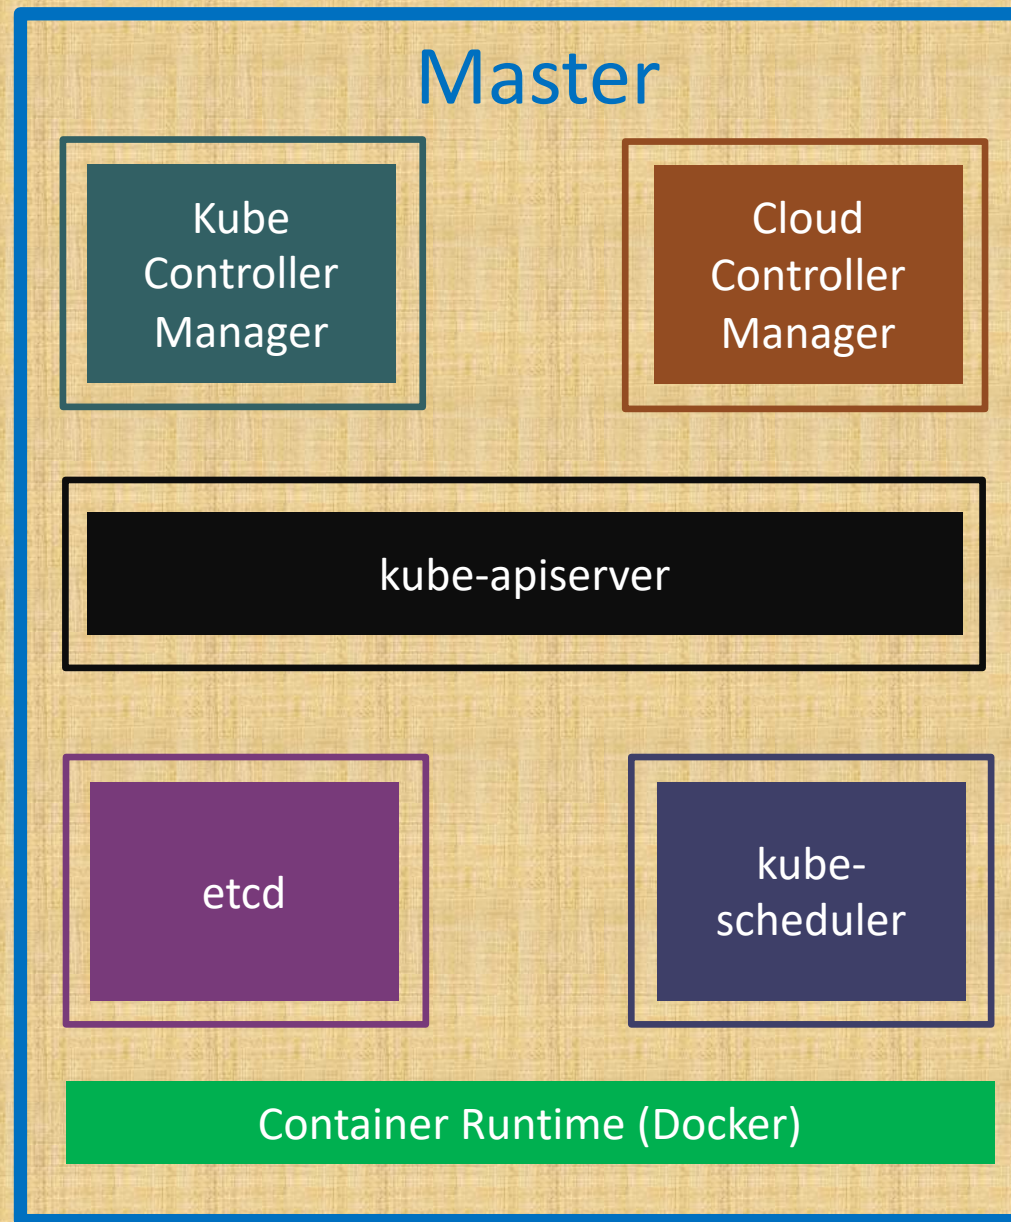 Master
Kube
Controller
Manager
Cloud
Controller
Manager
kube-apiserver
etcd
kube-
scheduler
Container Runtime (Docker)